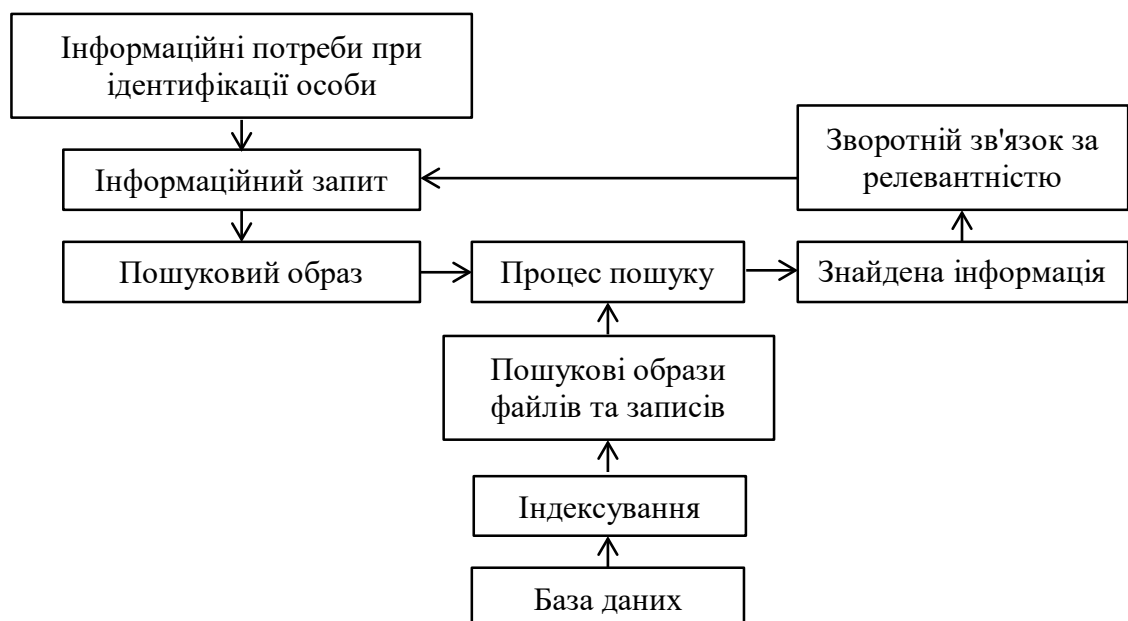 Інформаційні потреби при
ідентифікації особи
Зворотній зв'язок за
релевантністю
Інформаційний запит
Пошуковий образ
Процес пошуку
Знайдена інформація
Пошукові образи
файлів та записів
Індексування
База даних